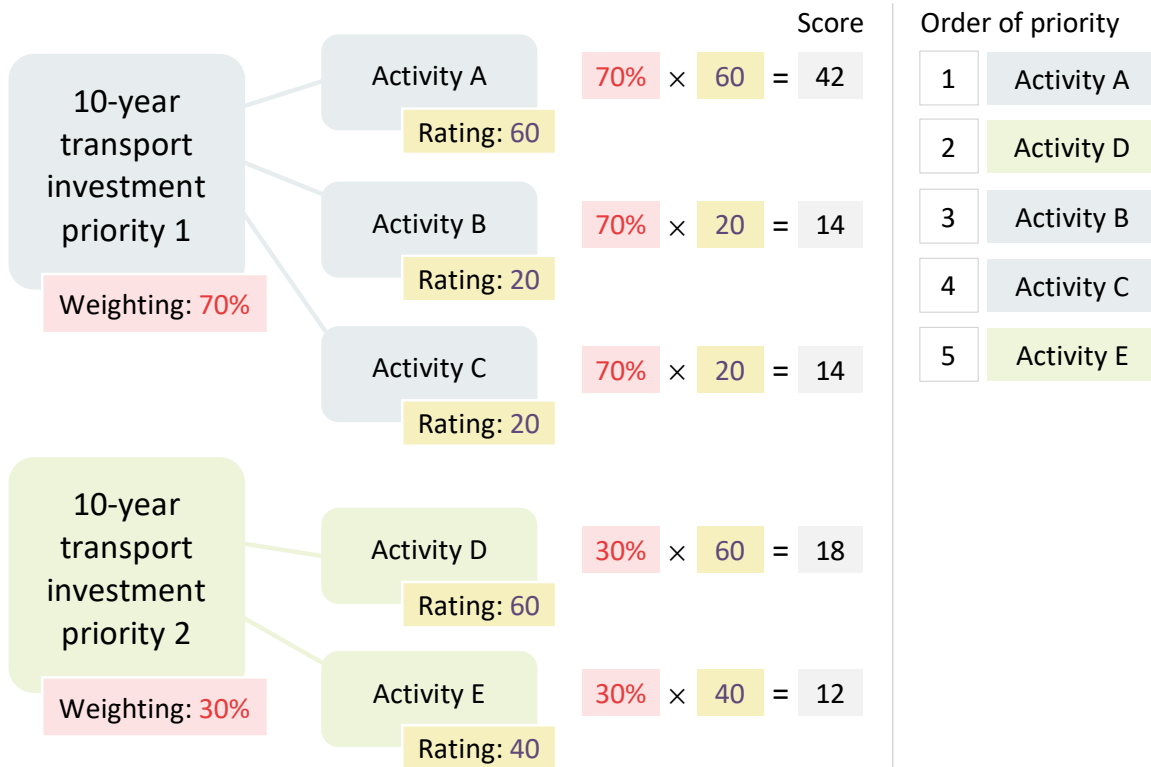 Score
Order of priority
10-year
transport
investment
priority 1
Weighting: 70%
Activity A
Rating: 60
70% × 60 = 42
Activity B
Rating: 20
70% × 20 = 14
Activity C
Rating: 20
70% × 20 = 14
10-year
transport
investment
priority 2
Weighting: 30%
Activity D
Rating: 60
30% × 60 = 18
Activity E
Rating: 40
30% × 40 = 12
1 Activity A
2 Activity D
3 Activity B
4 Activity C
5 Activity E